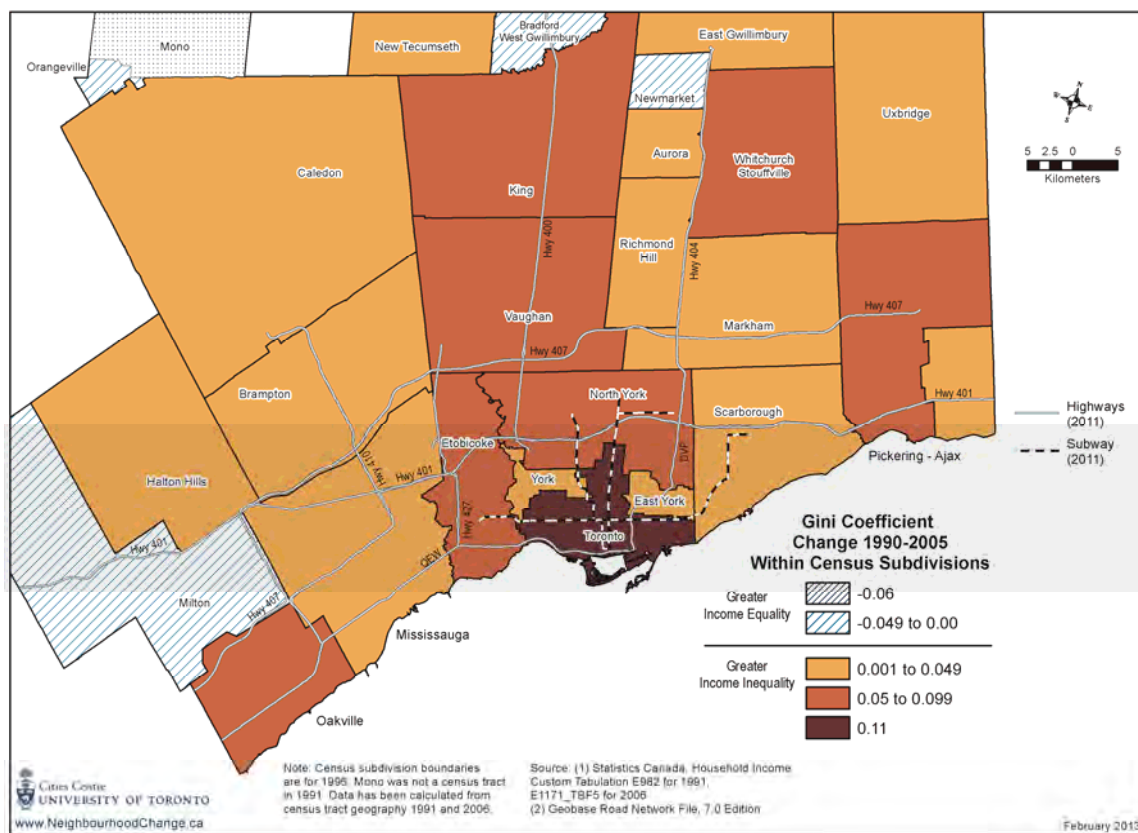 Mono
Orangeville
New Tecumseth
Bradford
West Gwillimbury
East Gwillimbury
Newmarket
Uxbridge
Aurora
Whitchurch
Stouffville
Caledon
King
Hwy 400
Richmond
Hill
Hwy 404
Vaughan
Markham
Hwy 407
Hwy 407
Brampton
North York
Scarborough
Hwy 401
Etobicoke
Hwy 410
Hwy 401
DVP
Pickering - Ajax
Halton Hills
York
East York
Hwy 427
Toronto
Hwy 401
QEW
Milton
Hwy 407
Mississauga
Oakville
W
N
E
S
5 2.5 0 5
Kilometers
Highways
(2011)
Subway
(2011)
Gini Coefficient
Change 1990-2005
Within Census Subdivisions
Greater
Income Equality
-0.06
-0.049 to 0.00
Greater
Income Inequality
0.001 to 0.049
0.05 to 0.099
0.11
Cities Centre
UNIVERSITY OF TORONTO
www.NeighbourhoodChange.ca
Note: Census subdivision boundaries
are for 1996. Mono was not a census tract
in 1991. Data has been calculated from
census tract geography 1991 and 2006.
Source: (1) Statistics Canada, Household Income
Custom Tabulation E982 for 1991,
E1171_TBF5 for 2006
(2) Geobase Road Network File, 7.0 Edition
February 2013